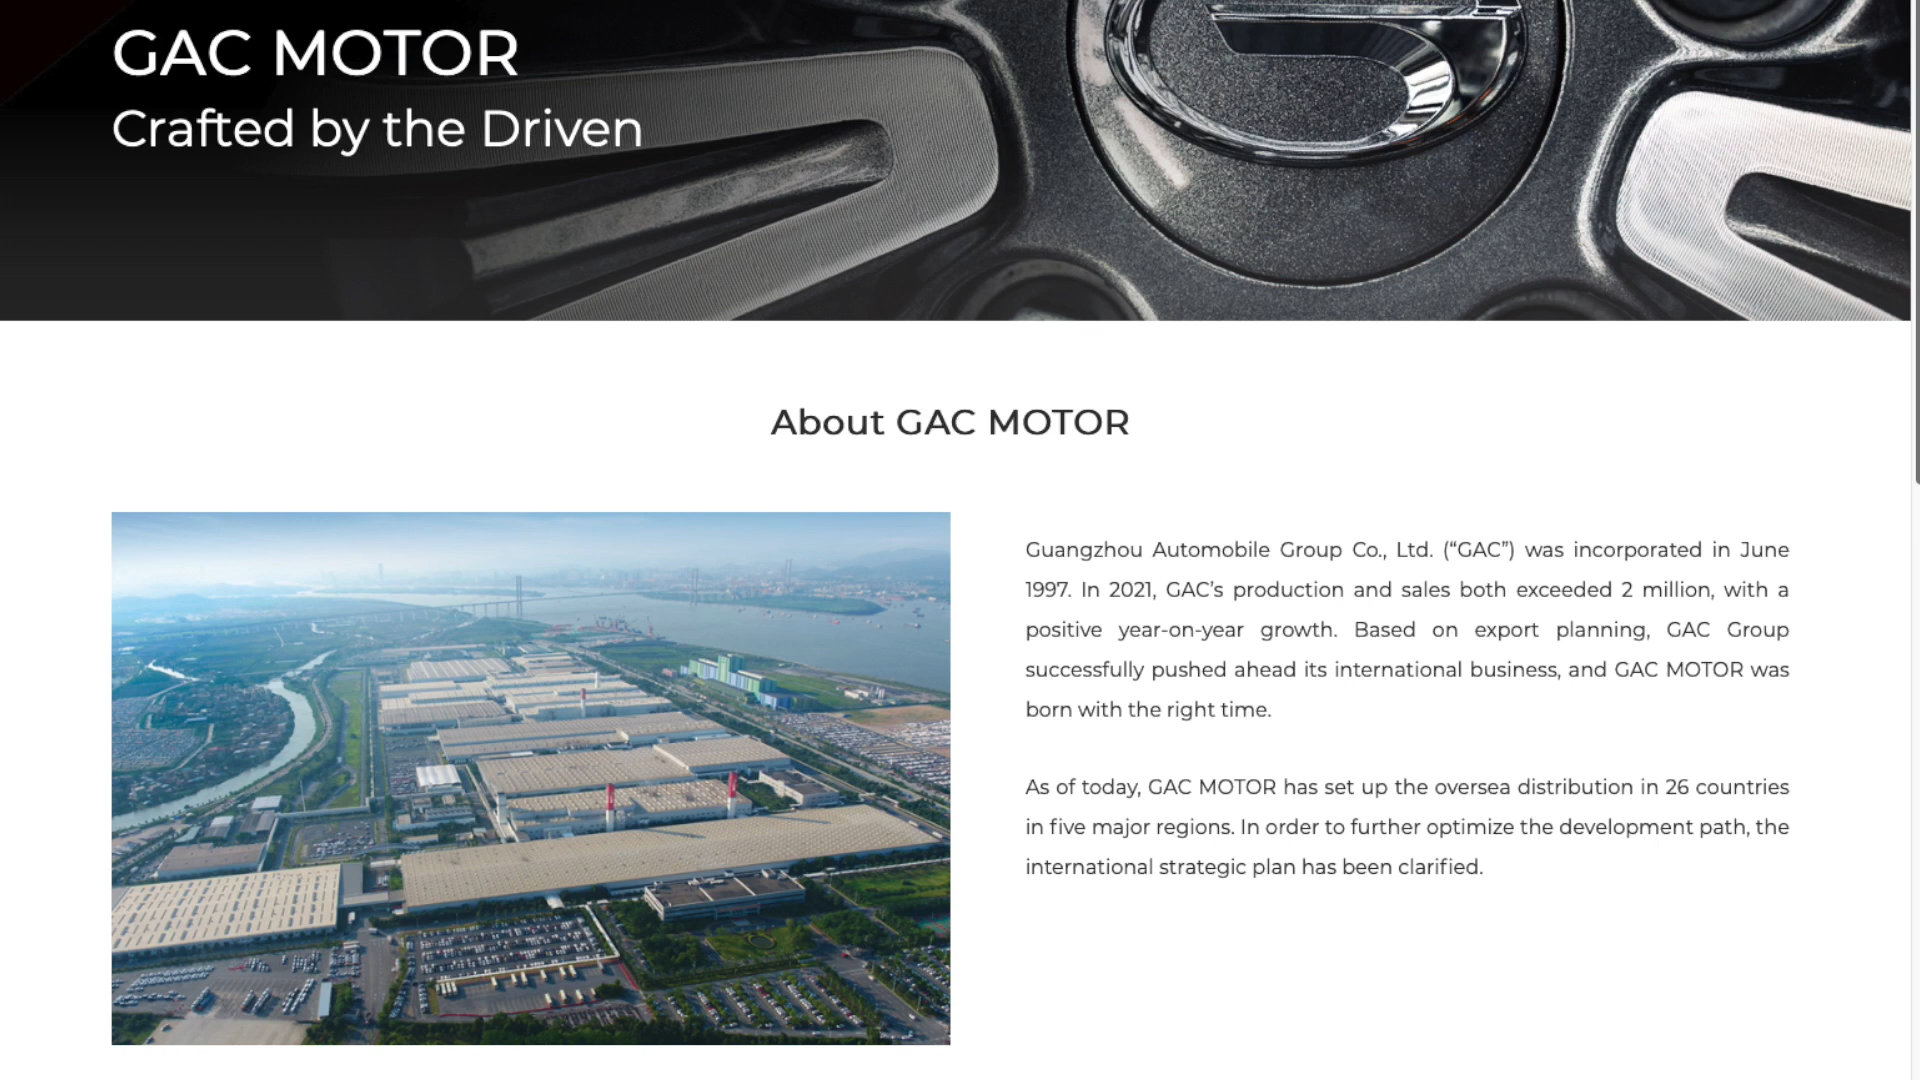 GAC MOTOR
Crafted by the Driven
About GAC MOTOR
Guangzhou Automobile Group Co., Ltd. (“GAC”) was incorporated in June
1997. In 2021, GAC’s production and sales both exceeded 2 million, with a
positive year-on-year growth. Based on export planning, GAC Group
successfully pushed ahead its international business, and GAC MOTOR was
born with the right time.
As of today, GAC MOTOR has set up the oversea distribution in 26 countries
in five major regions. In order to further optimize the development path, the
international strategic plan has been clarified.